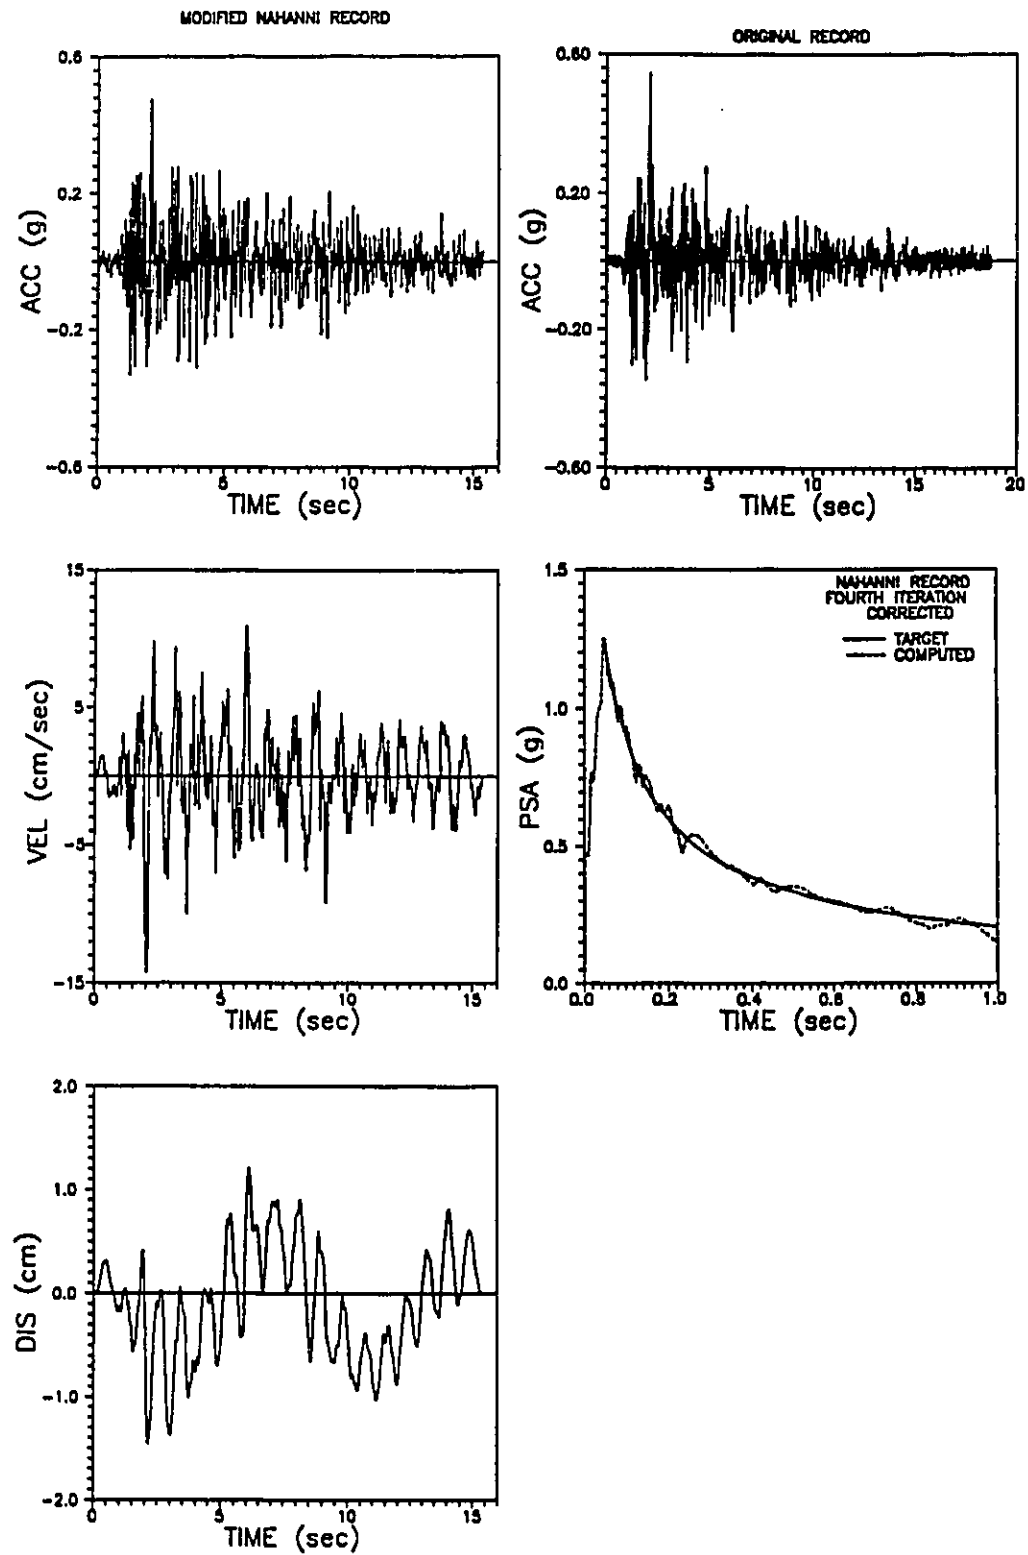 MODIFIED NAHANNI RECORD
0.6
0.2
-0.2
-0.6
ACC (g)
0
5
10
15
TIME (sec)
ORIGINAL RECORD
0.60
0.20
-0.20
-0.60
ACC (g)
0
5
10
15
20
TIME (sec)
15
5
-5
-15
VEL (cm/sec)
0
5
10
15
TIME (sec)
1.5
1.0
0.5
0.0
PSA (g)
NAHANNI RECORD
FOURTH ITERATION
CORRECTED
TARGET
COMPUTED
0.0
0.2
0.4
0.6
0.8
1.0
TIME (sec)
2.0
1.0
0.0
-1.0
-2.0
DIS (cm)
0
5
10
15
TIME (sec)